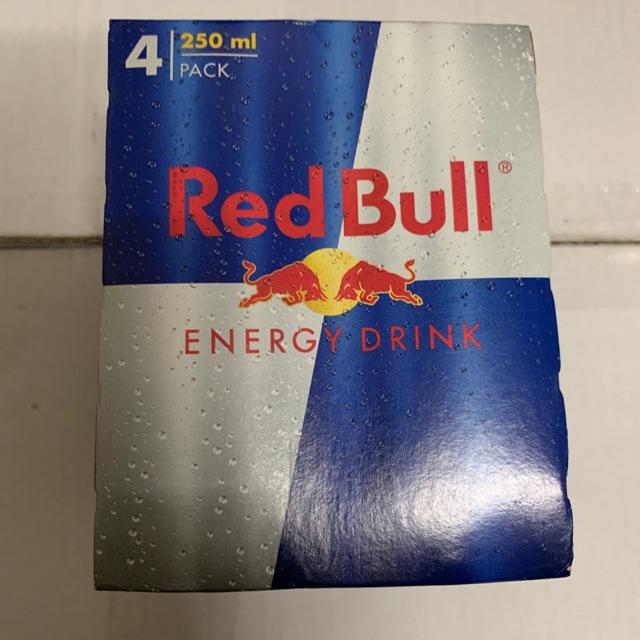 4 250 ml
PACK
Red Bull®
ENERGY DRINK